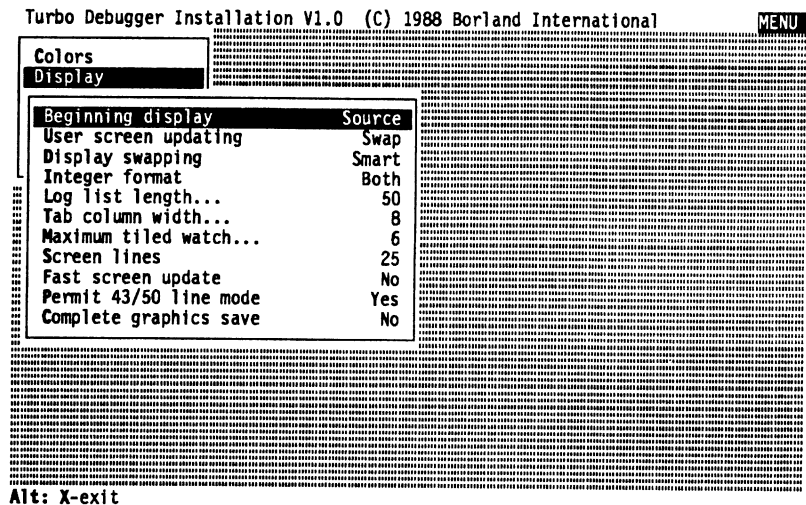 Turbo Debugger Installation V1.0 (C) 1988 Borland International MENU
Colors
Display
Beginning display Source
User screen updating Swap
Display swapping Smart
Integer format Both
Log list length... 50
Tab column width... 8
Maximum tiled watch... 6
Screen lines 25
Fast screen update No
Permit 43/50 line mode Yes
Complete graphics save No
Alt: X-exit